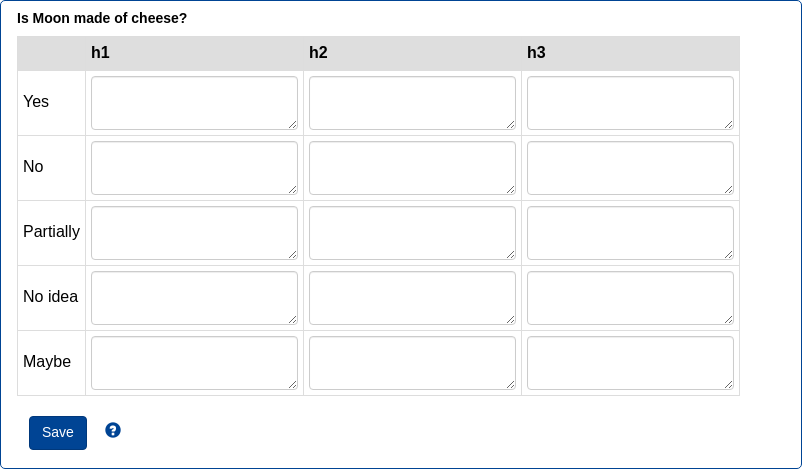 Is Moon made of cheese?
h1 h2 h3
Yes
No
Partially
No idea
Maybe
Save ?